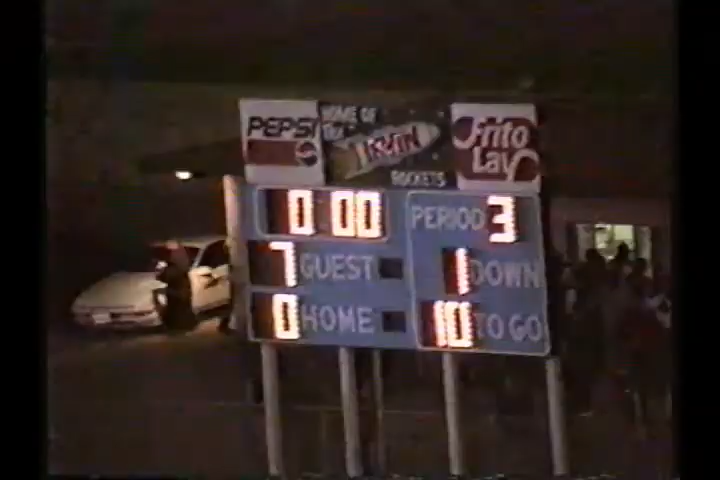 PEPSI
HOME OF
The
IRWIN
ROCKETS
Frito
Lay
0 00
PERIOD 3
7 GUEST
1 DOWN
0 HOME
10 TO GO